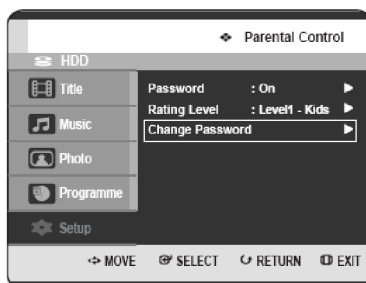 Parental Control
HDD
Title
Password : On
Rating Level : Level1 - Kids
Music
Change Password
Photo
Programme
Setup
MOVE SELECT RETURN EXIT